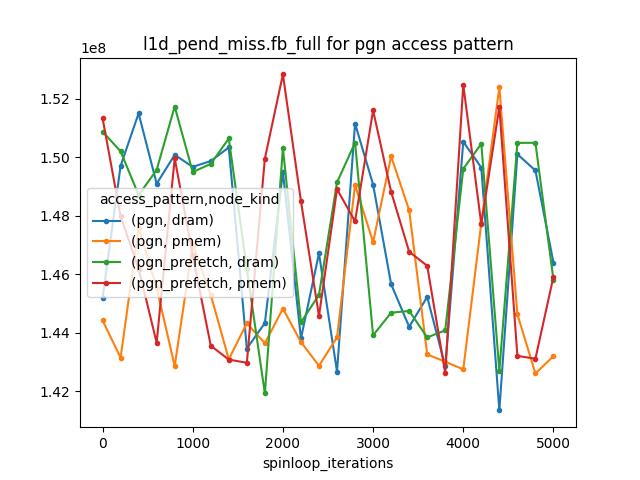 l1d_pend_miss.fb_full for pgn access pattern
1e8
1.52
1.50
1.48
1.46
1.44
1.42
access_pattern,node_kind
(pgn, dram)
(pgn, pmem)
(pgn_prefetch, dram)
(pgn_prefetch, pmem)
0 1000 2000 3000 4000 5000
spinloop_iterations